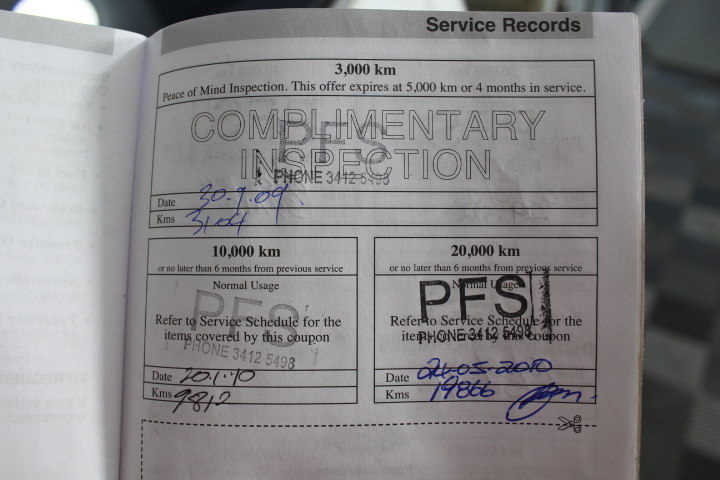 Service Records
3,000 km
Peace of Mind Inspection. This offer expires at 5,000 km or 4 months in service.
COMPLIMENTARY
PFS
INSPECTION
PHONE 3412 5498
Date
Kms
10,000 km
or no later than 6 months from previous service
Normal Usage
PFS
Refer to Service Schedule for the
items covered by this coupon
PHONE 3412 5498
Date 20.1.10
Kms 9812
20,000 km
or no later than 6 months from previous service
Normal Usage
PFS
Refer to Service Schedule for the
items covered by this coupon
PHONE 3412 5498
Date 26-05-2010
Kms 19866